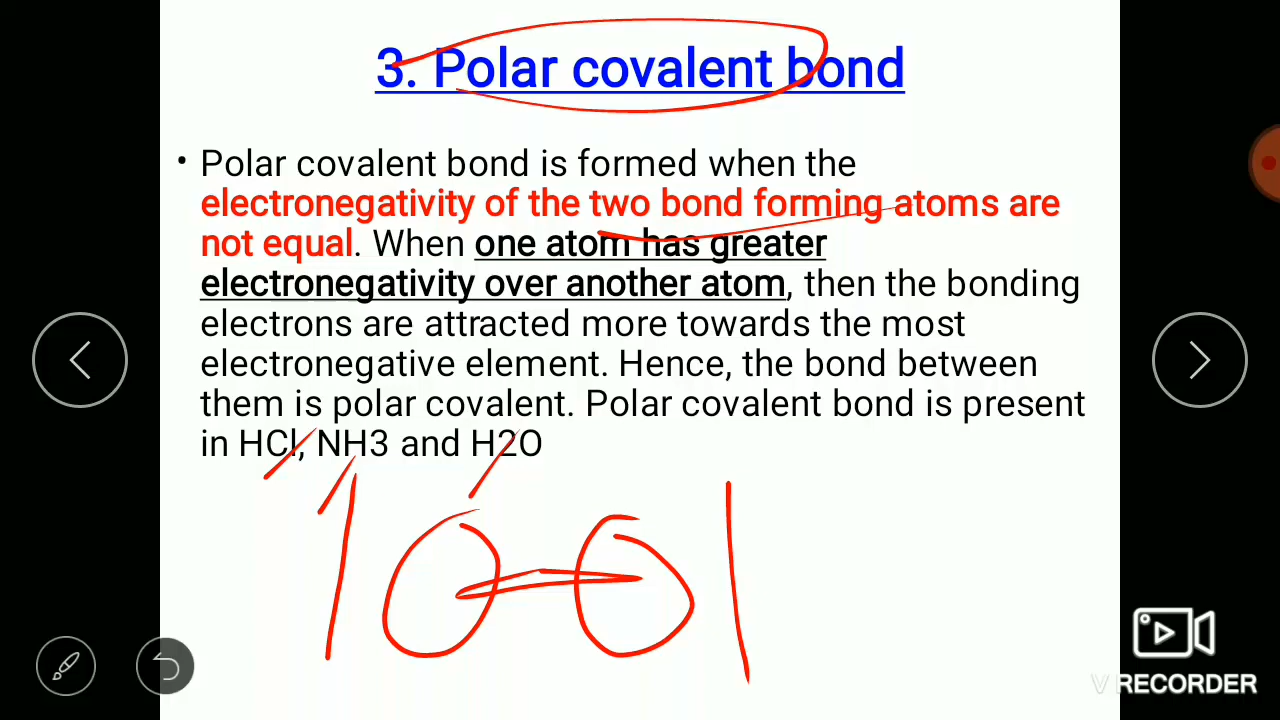 3. Polar covalent bond
• Polar covalent bond is formed when the
electronegativity of the two bond forming atoms are
not equal. When one atom has greater
electronegativity over another atom, then the bonding
electrons are attracted more towards the most
electronegative element. Hence, the bond between
them is polar covalent. Polar covalent bond is present
in HCl, NH3 and H2O
V RECORDER